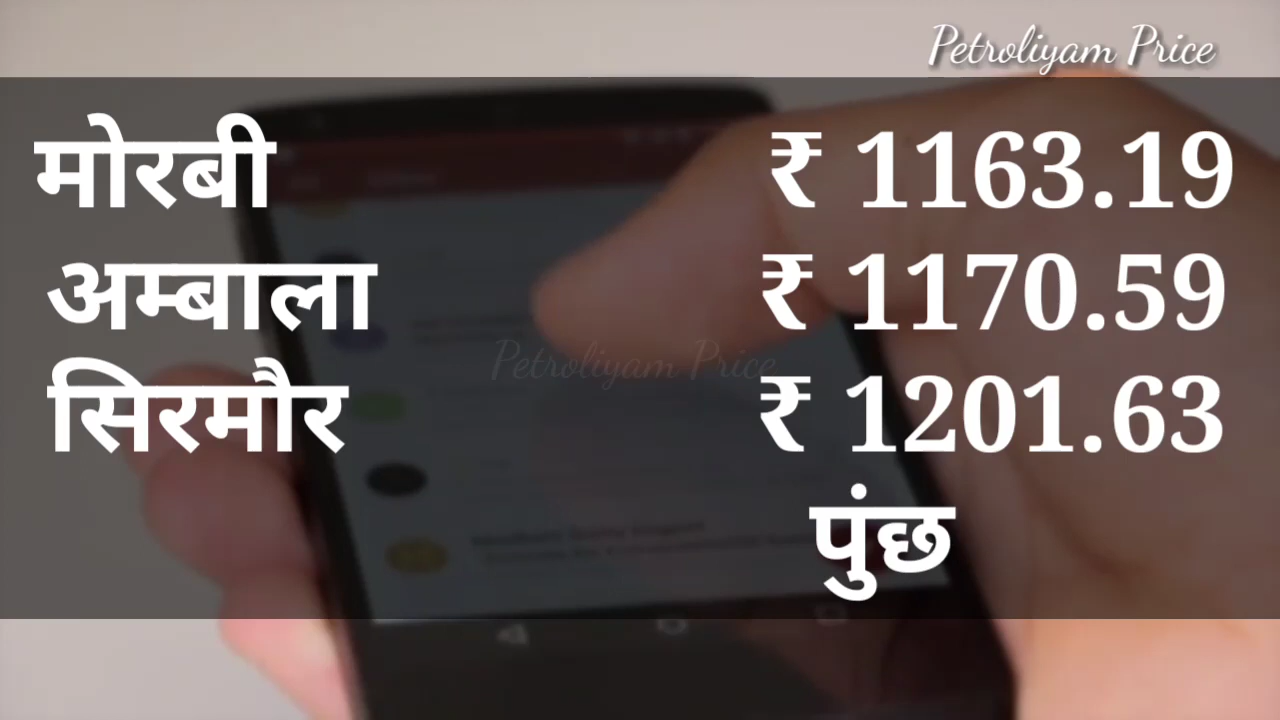 Petroliyam Price
मोरबी ₹ 1163.19
अम्बाला ₹ 1170.59
Petroliyam Price
सिरमौर ₹ 1201.63
पुंछ